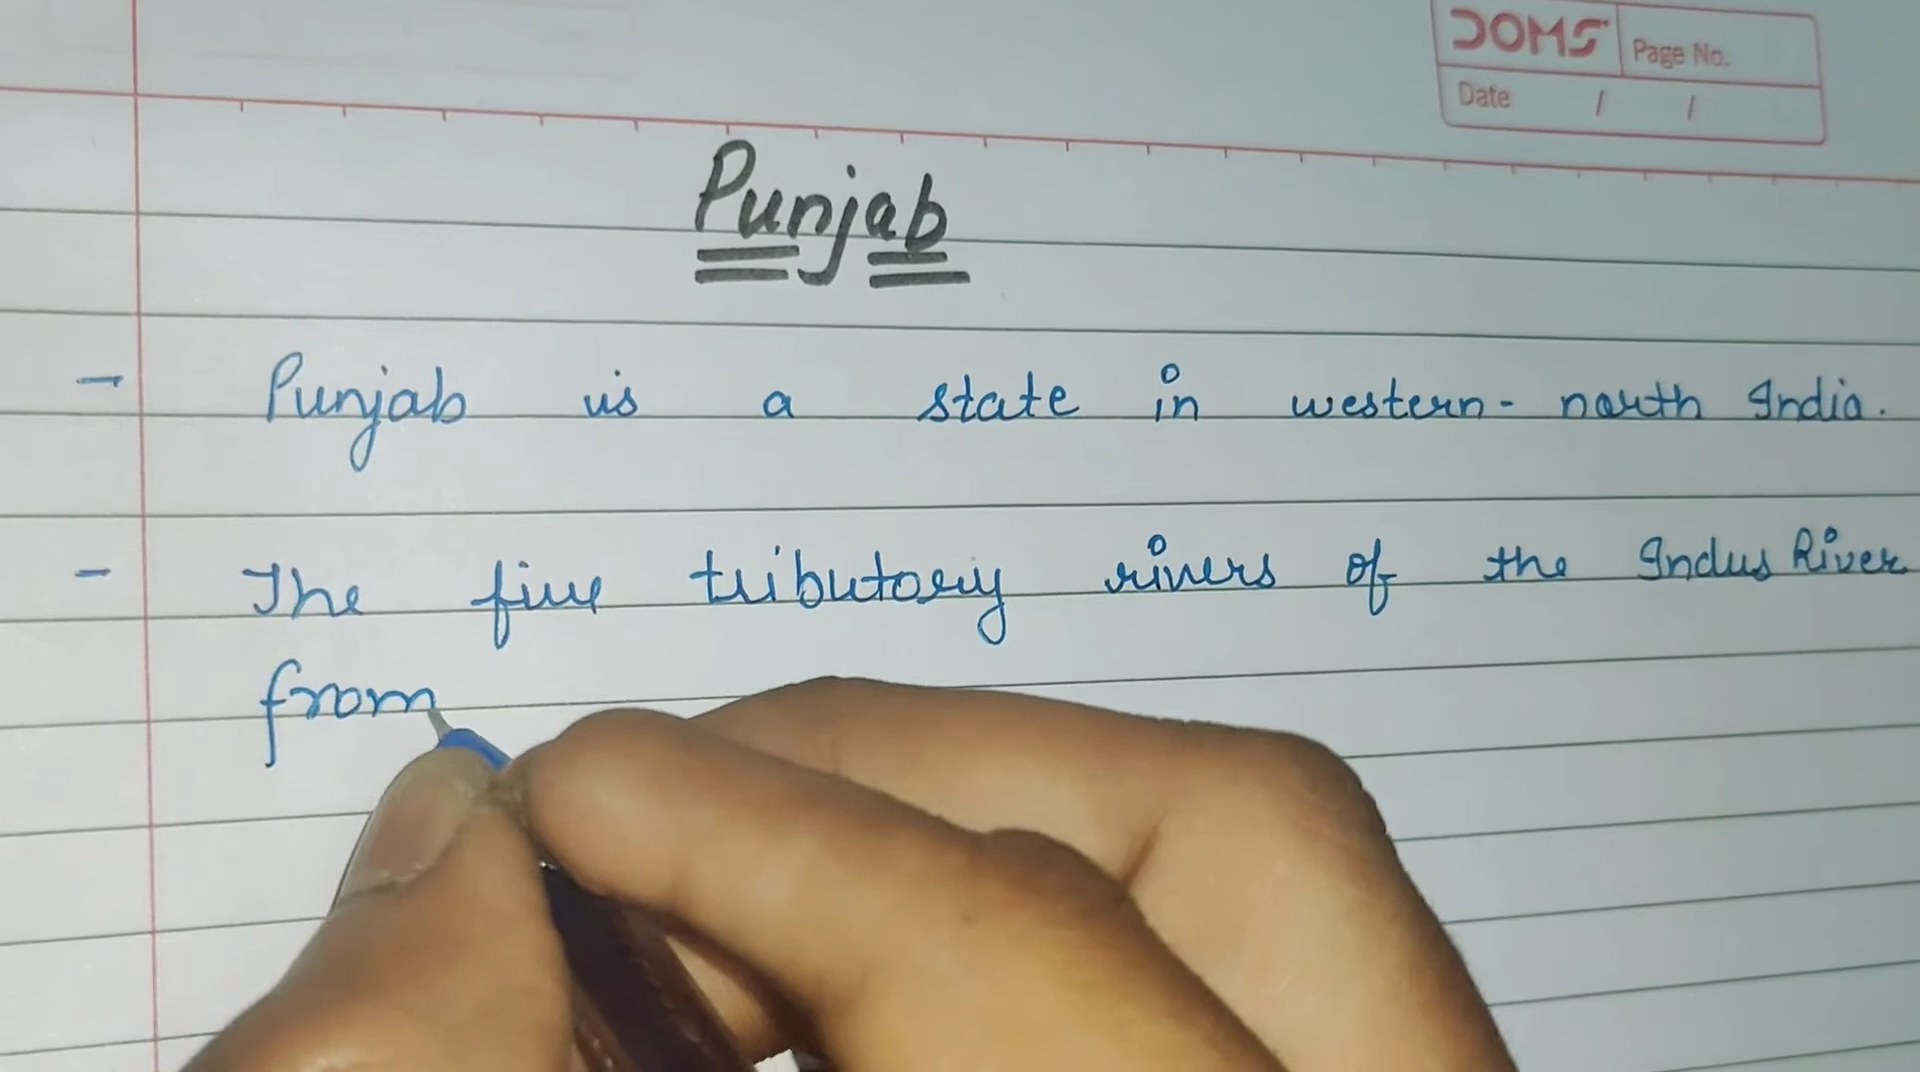 DOMS Page No.
Date / /
Punjab
- Punjab is a state in western- north India.
- The five tributory rivers of the Indus River
from